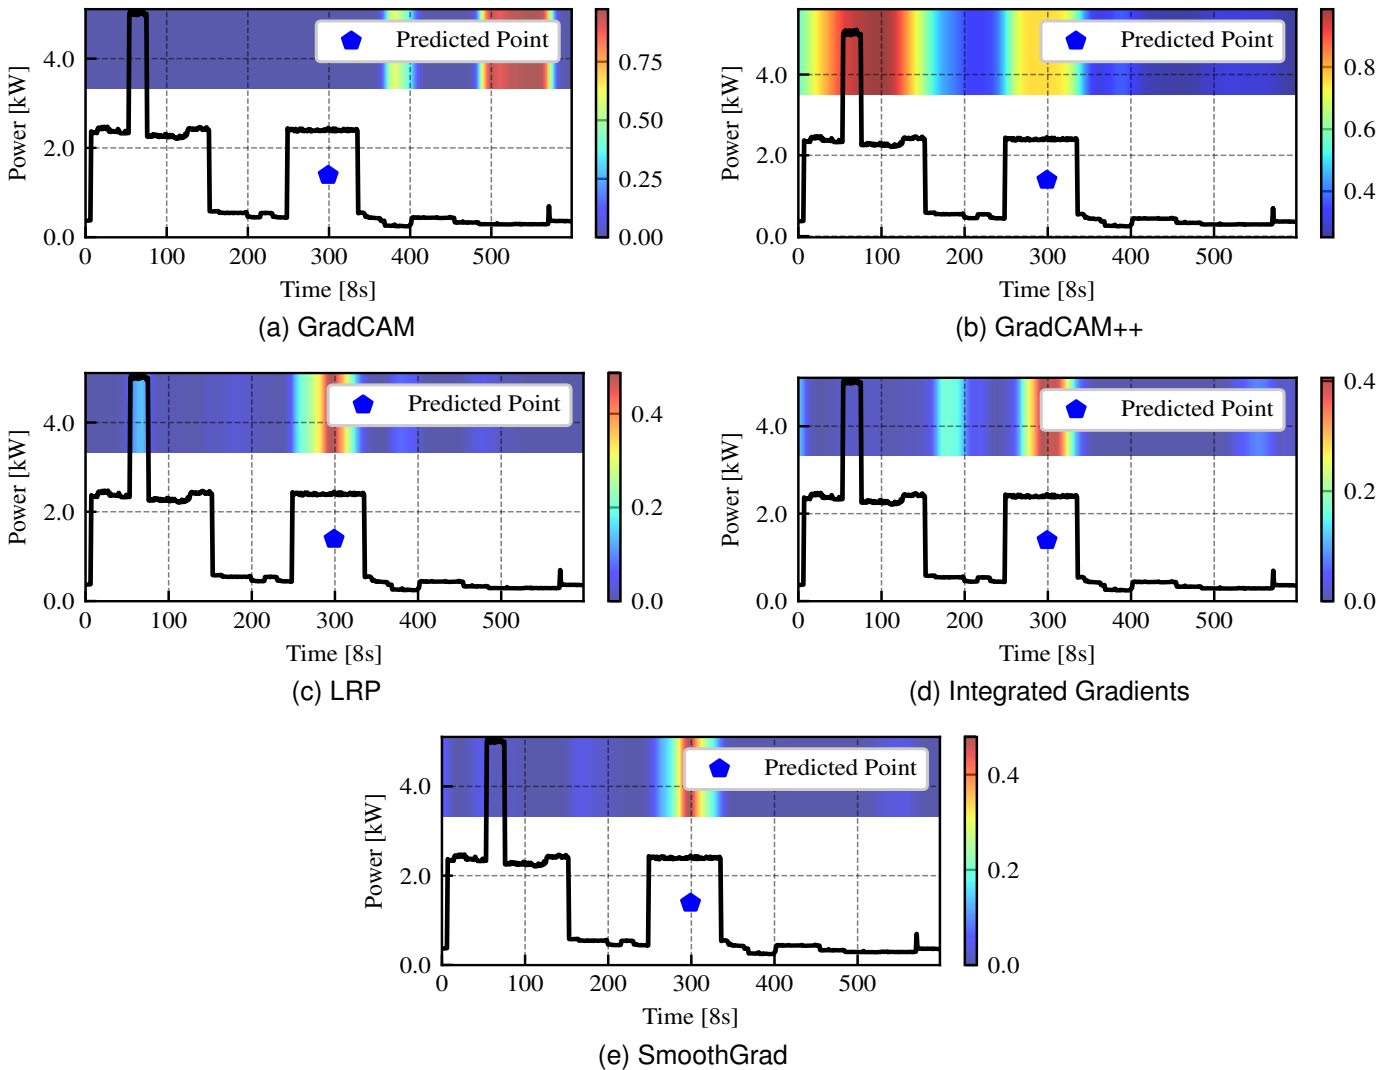 Predicted Point
Power [kW]
4.0
2.0
0.0
0 100 200 300 400 500
Time [8s]
0.75
0.50
0.25
0.00
(a) GradCAM
Predicted Point
Power [kW]
4.0
2.0
0.0
0 100 200 300 400 500
Time [8s]
0.8
0.6
0.4
(b) GradCAM++
Predicted Point
Power [kW]
4.0
2.0
0.0
0 100 200 300 400 500
Time [8s]
0.4
0.2
0.0
(c) LRP
Predicted Point
Power [kW]
4.0
2.0
0.0
0 100 200 300 400 500
Time [8s]
0.4
0.2
0.0
(d) Integrated Gradients
Predicted Point
Power [kW]
4.0
2.0
0.0
0 100 200 300 400 500
Time [8s]
0.4
0.2
0.0
(e) SmoothGrad